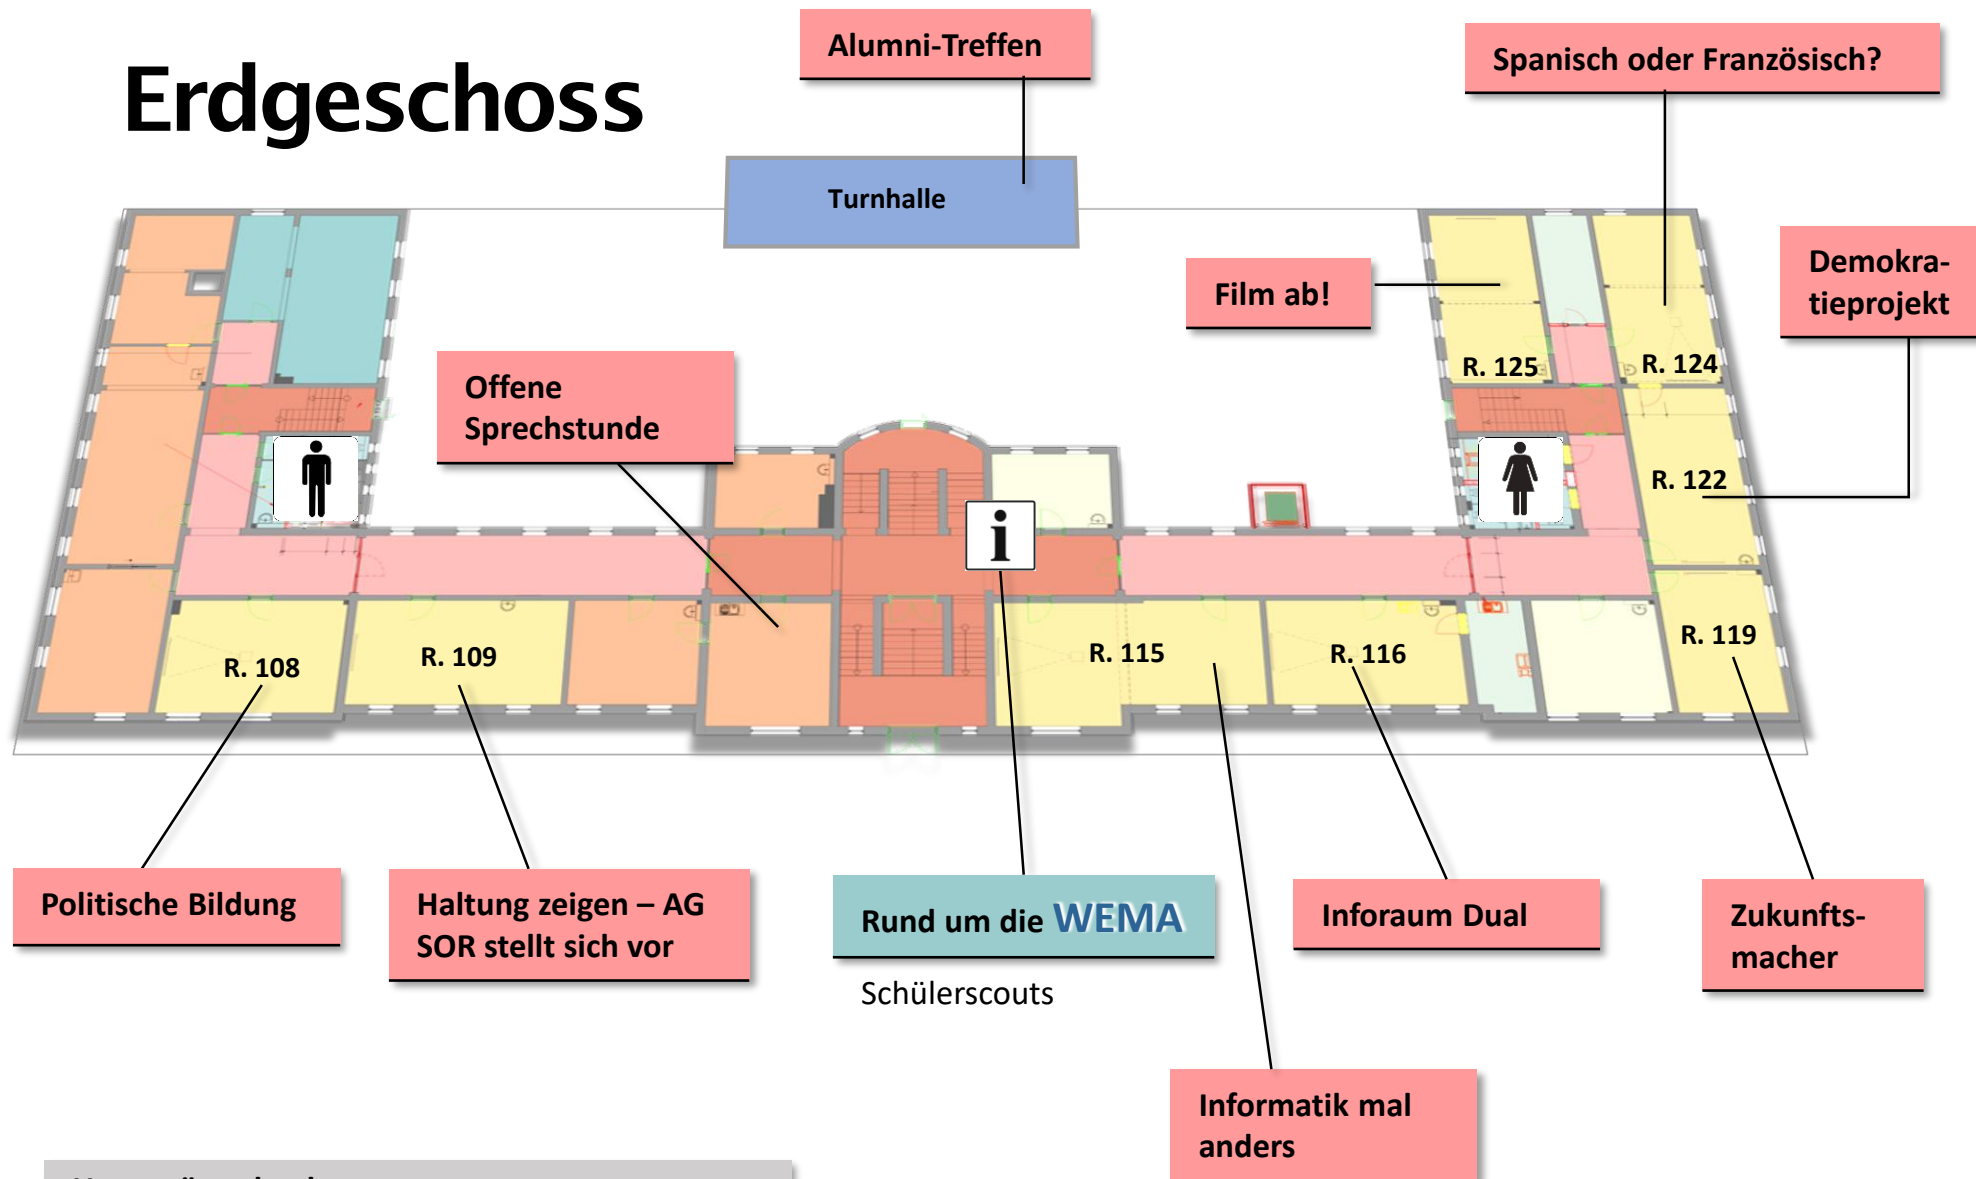 Erdgeschoss
Alumni-Treffen
Spanisch oder Französisch?
Turnhalle
Demokra-
tieprojekt
Film ab!
Offene
Sprechstunde
R. 125
R. 124
R. 122
i
R. 108
R. 109
R. 115
R. 116
R. 119
Politische Bildung
Haltung zeigen – AG
SOR stellt sich vor
Rund um die WEMA
Schülerscouts
Inforaum Dual
Zukunfts-
macher
Informatik mal
anders